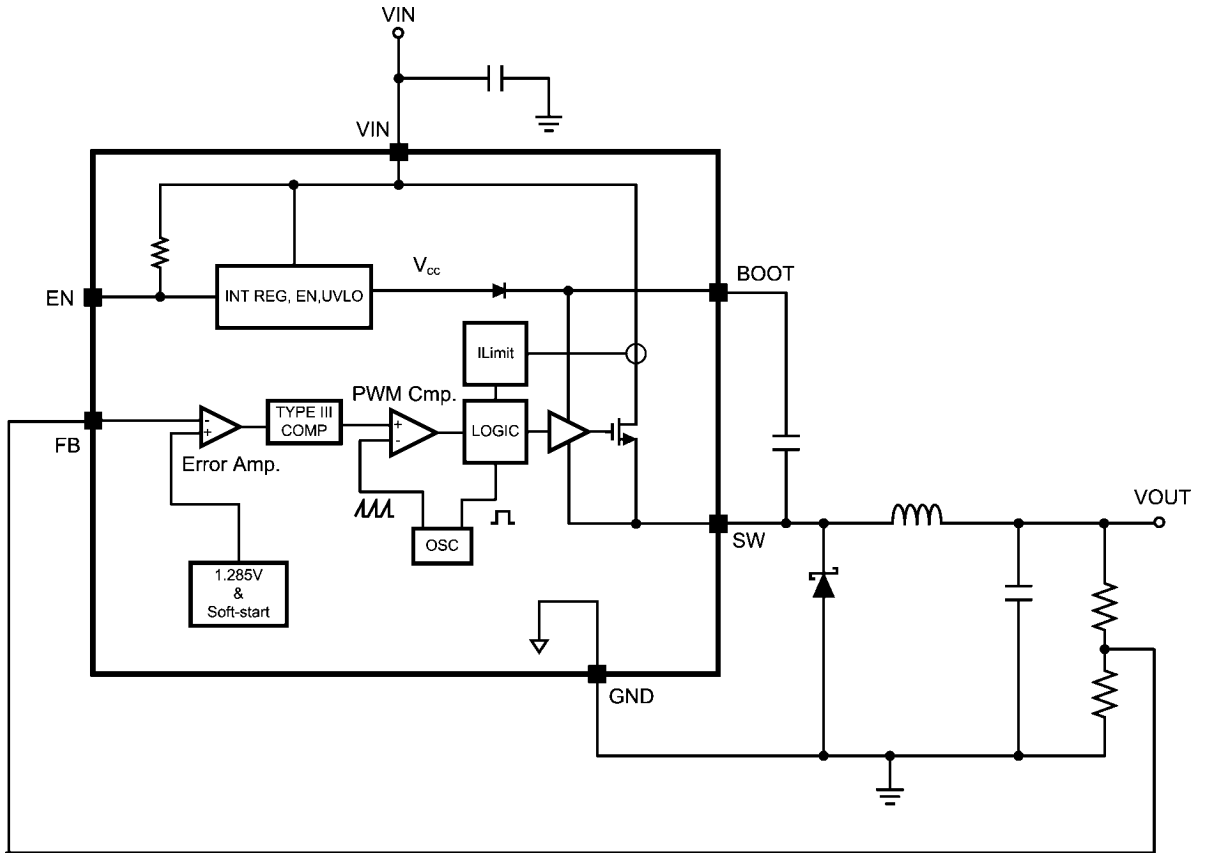 VIN
VIN
V_cc
BOOT
EN
INT REG, EN,UVLO
ILimit
PWM Cmp.
TYPE III
COMP
LOGIC
FB
-
+
+
-
Error Amp.
VOUT
OSC
SW
1.285V
&
Soft-start
GND